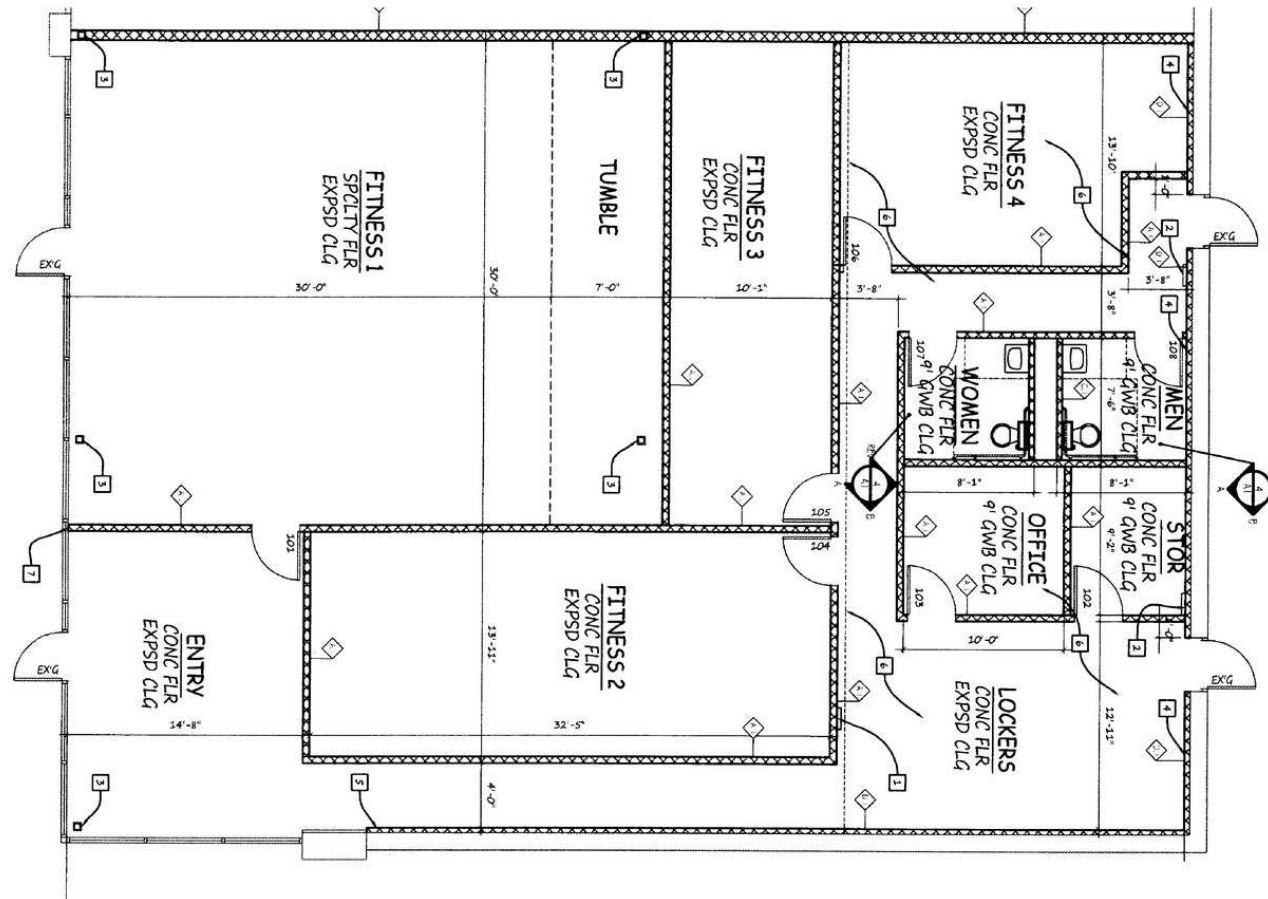 FITNESS 1
SPCLTY FLR
EXPSD CLG
TUMBLE
FITNESS 3
CONC FLR
EXPSD CLG
FITNESS 4
CONC FLR
EXPSD CLG
WOMEN
CONC FLR
9' GWB CLG
MEN
CONC FLR
9' GWB CLG
OFFICE
CONC FLR
9' GWB CLG
STOR
CONC FLR
9' GWB CLG
ENTRY
CONC FLR
EXPSD CLG
FITNESS 2
CONC FLR
EXPSD CLG
LOCKERS
CONC FLR
EXPSD CLG
30'-0"
30'-0"
7'-0"
10'-1"
3'-8"
13'-10"
3'-8"
3'-8"
7'-6"
8'-1"
8'-1"
9'-2"
10'-0"
12'-11"
14'-8"
32'-5"
13'-11"
4'-0"
EX'G
EX'G
EX'G
EX'G
101
102
103
104
105
106
107
108
3
3
3
3
3
4
4
4
6
6
6
6
2
2
7
5
1